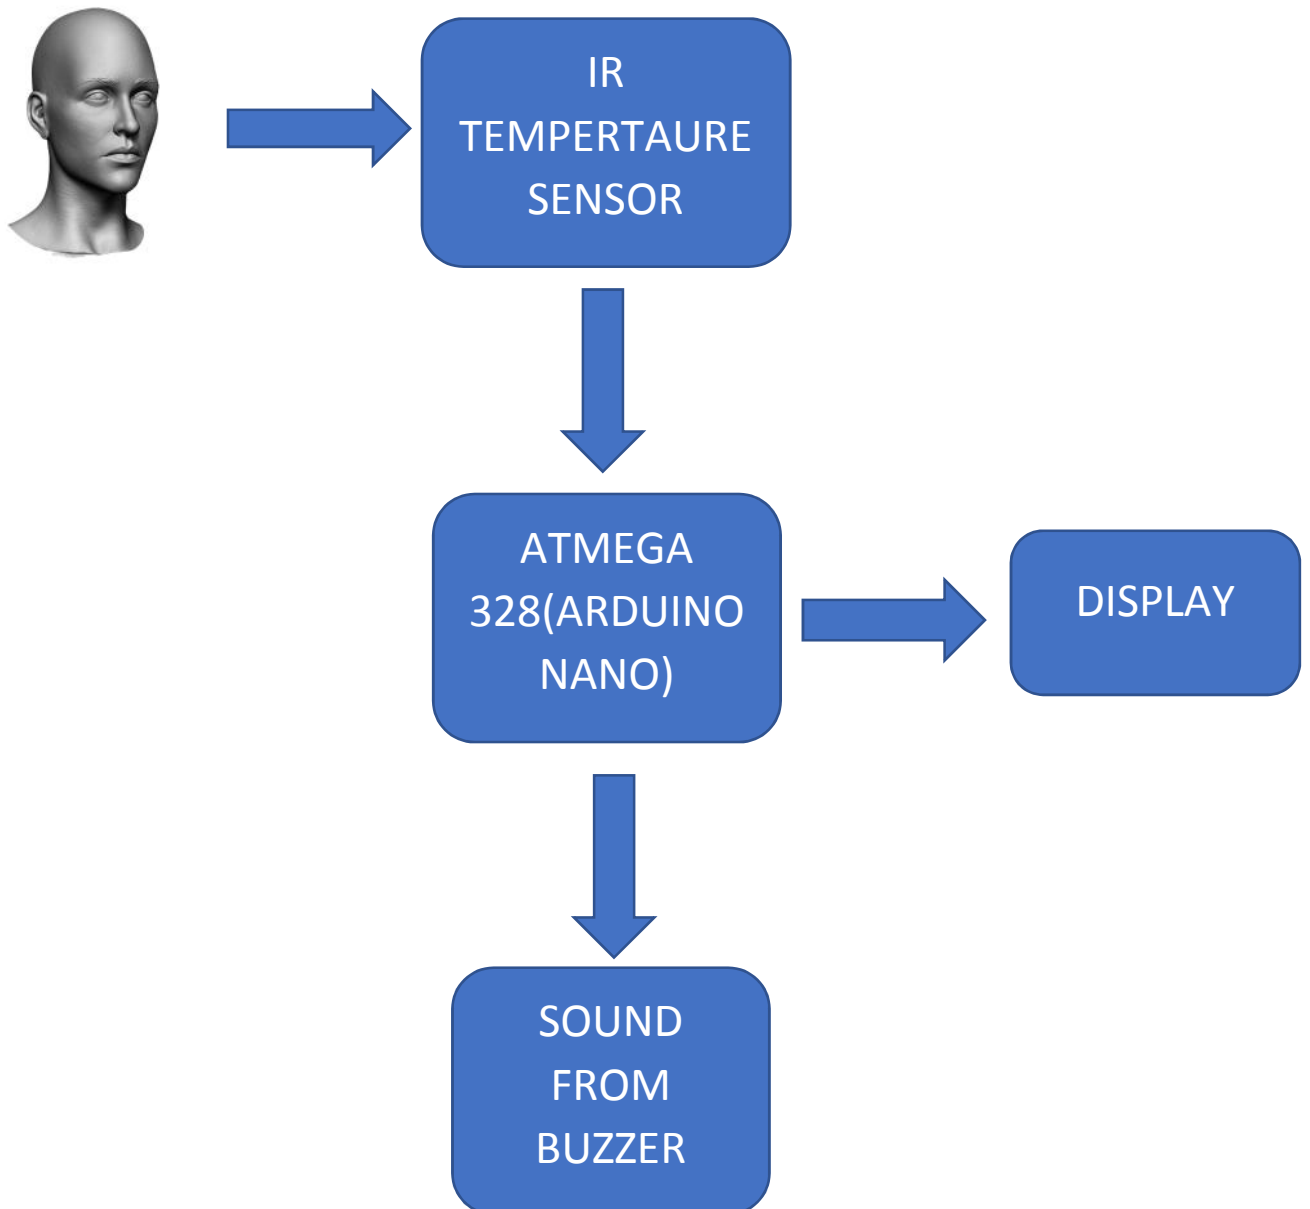 IR
TEMPERTAURE
SENSOR
ATMEGA
328(ARDUINO
NANO)
DISPLAY
SOUND
FROM
BUZZER